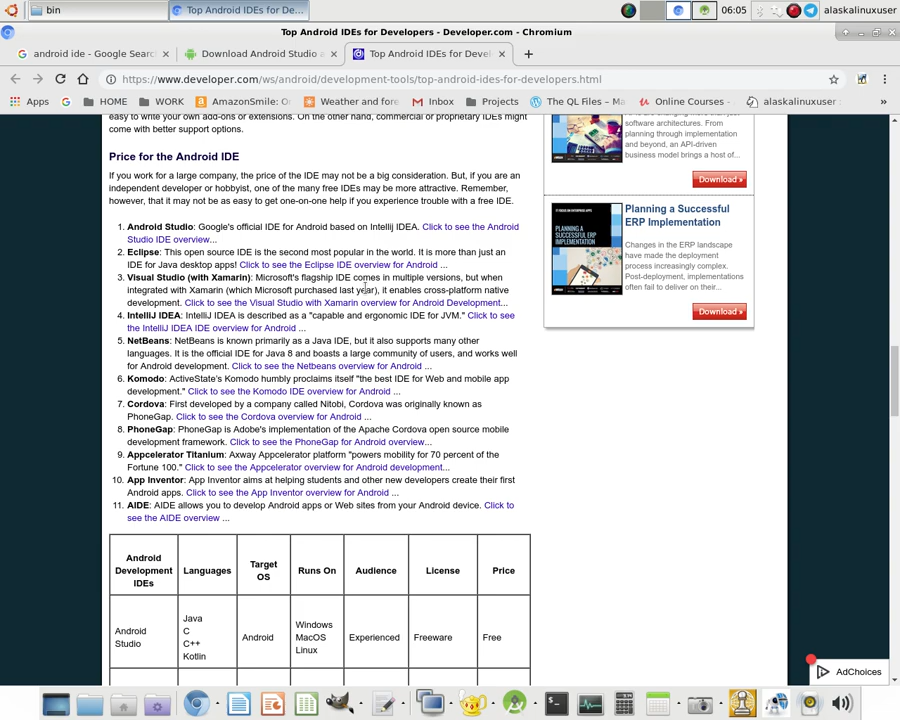 bin
Top Android IDEs for De...
06:05
alaskalinuxuser
Top Android IDEs for Developers - Developer.com - Chromium
android ide - Google Searc
Download Android Studio a
Top Android IDEs for Devel
https://www.developer.com/ws/android/development-tools/top-android-ides-for-developers.html
Apps
HOME
WORK
AmazonSmile: O
Weather and fore
Inbox
Projects
The QL Files – Ma
Online Courses -
alaskalinuxuser
»
easy to write your own add-ons or extensions. On the other hand, commercial or proprietary IDEs might
come with better support options.
Price for the Android IDE
If you work for a large company, the price of the IDE may not be a big consideration. But, if you are an
independent developer or hobbyist, one of the many free IDEs may be more attractive. Remember,
however, that it may not be as easy to get one-on-one help if you experience trouble with a free IDE.
1. Android Studio: Google's official IDE for Android based on Intellij IDEA. Click to see the Android
Studio IDE overview...
2. Eclipse: This open source IDE is the second most popular in the world. It is more than just an
IDE for Java desktop apps! Click to see the Eclipse IDE overview for Android ...
3. Visual Studio (with Xamarin): Microsoft's flagship IDE comes in multiple versions, but when
integrated with Xamarin (which Microsoft purchased last year), it enables cross-platform native
development. Click to see the Visual Studio with Xamarin overview for Android Development...
4. IntelliJ IDEA: IntelliJ IDEA is described as a "capable and ergonomic IDE for JVM." Click to see
the IntelliJ IDEA IDE overview for Android ...
5. NetBeans: NetBeans is known primarily as a Java IDE, but it also supports many other
languages. It is the official IDE for Java 8 and boasts a large community of users, and works well
for Android development. Click to see the Netbeans overview for Android ...
6. Komodo: ActiveState's Komodo humbly proclaims itself "the best IDE for Web and mobile app
development." Click to see the Komodo IDE overview for Android ...
7. Cordova: First developed by a company called Nitobi, Cordova was originally known as
PhoneGap. Click to see the Cordova overview for Android ...
8. PhoneGap: PhoneGap is Adobe's implementation of the Apache Cordova open source mobile
development framework. Click to see the PhoneGap for Android overview...
9. Appcelerator Titanium: Axway Appcelerator platform "powers mobility for 70 percent of the
Fortune 100." Click to see the Appcelerator overview for Android development...
10. App Inventor: App Inventor aims at helping students and other new developers create their first
Android apps. Click to see the App Inventor overview for Android ...
11. AIDE: AIDE allows you to develop Android apps or Web sites from your Android device. Click to
see the AIDE overview ...
Android
Development
IDEs
Languages
Target
OS
Runs On
Audience
License
Price
Android
Studio
Java
C
C++
Kotlin
Android
Windows
MacOS
Linux
Experienced
Freeware
Free
software architectures. From
planning through implementation
and beyond, an API-driven
business model brings a host of...
Download »
PLANNING A
SUCCESSFUL ERP
IMPLEMENTATION
Planning a Successful
ERP Implementation
Changes in the ERP landscape
have made the deployment
process increasingly complex.
Post-deployment, implementations
often fail to deliver on their...
Download »
AdChoices